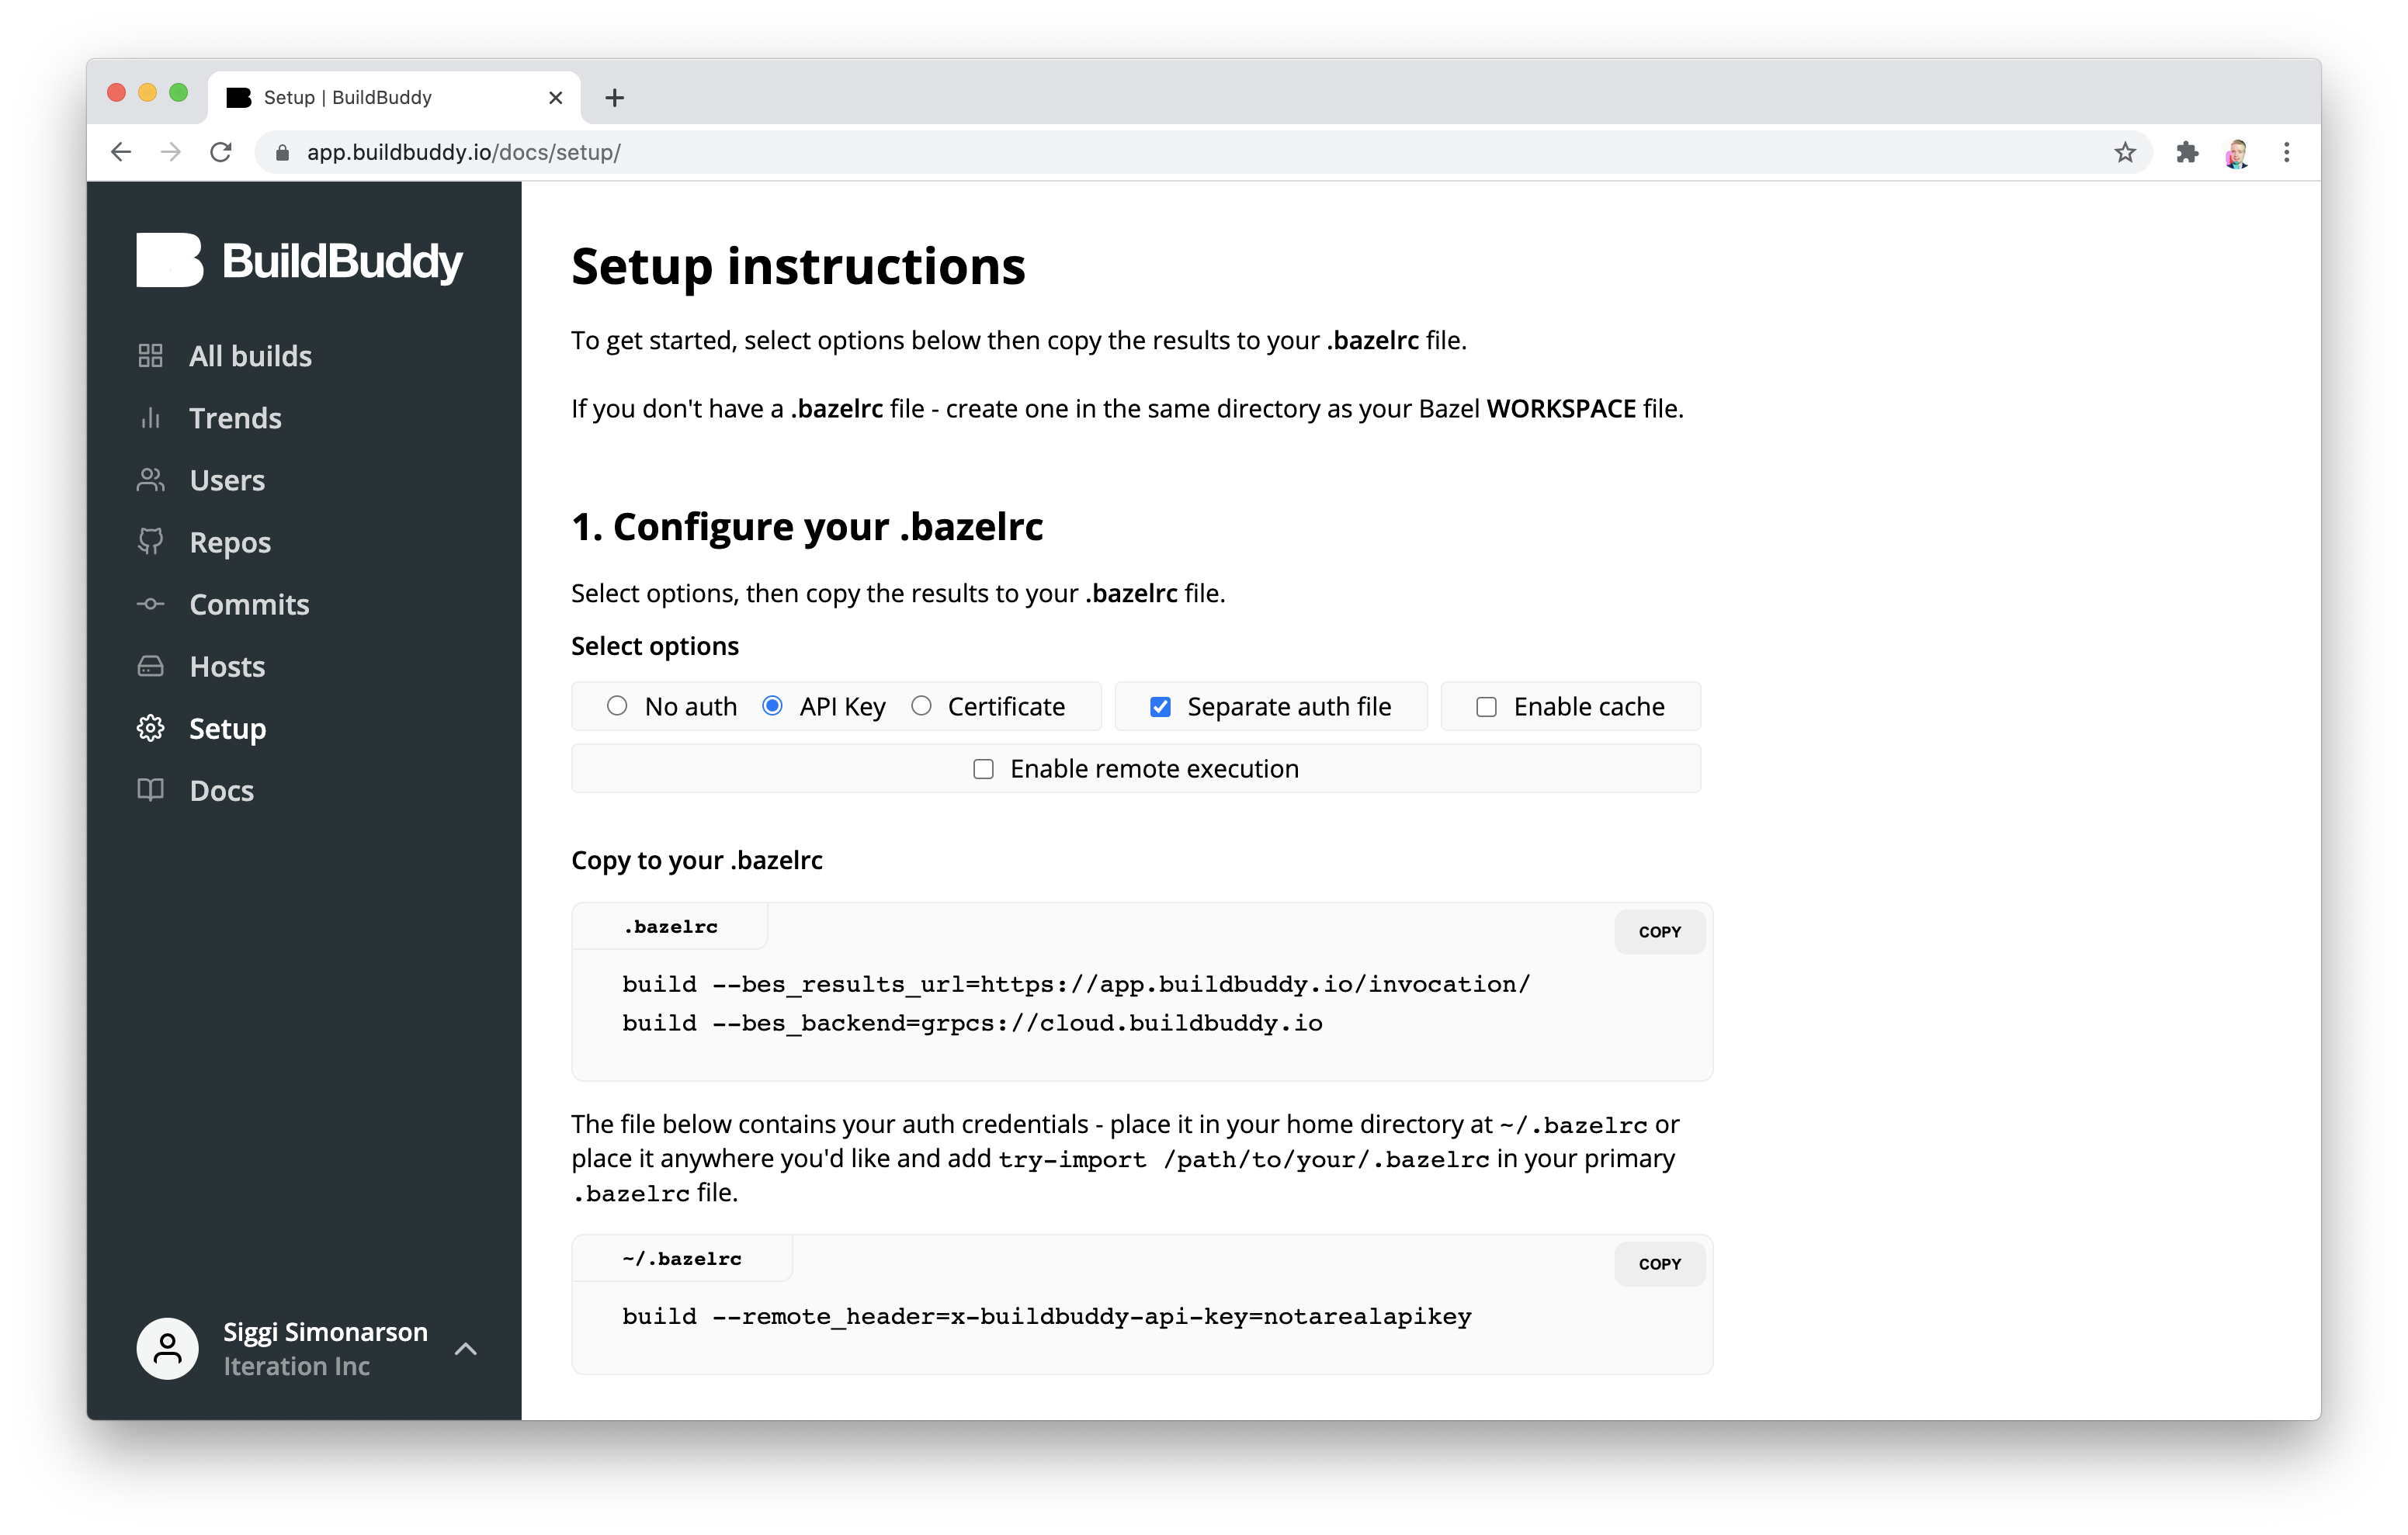 Setup | BuildBuddy
app.buildbuddy.io/docs/setup/
BuildBuddy
All builds
Trends
Users
Repos
Commits
Hosts
Setup
Docs
Siggi Simonarson
Iteration Inc
Setup instructions
To get started, select options below then copy the results to your .bazelrc file.
If you don't have a .bazelrc file - create one in the same directory as your Bazel WORKSPACE file.
1. Configure your .bazelrc
Select options, then copy the results to your .bazelrc file.
Select options
No auth API Key Certificate Separate auth file Enable cache
Enable remote execution
Copy to your .bazelrc
.bazelrc COPY
build --bes_results_url=https://app.buildbuddy.io/invocation/
build --bes_backend=grpcs://cloud.buildbuddy.io
The file below contains your auth credentials - place it in your home directory at ~/.bazelrc or
place it anywhere you'd like and add try-import /path/to/your/.bazelrc in your primary
.bazelrc file.
~/.bazelrc COPY
build --remote_header=x-buildbuddy-api-key=notarealapikey